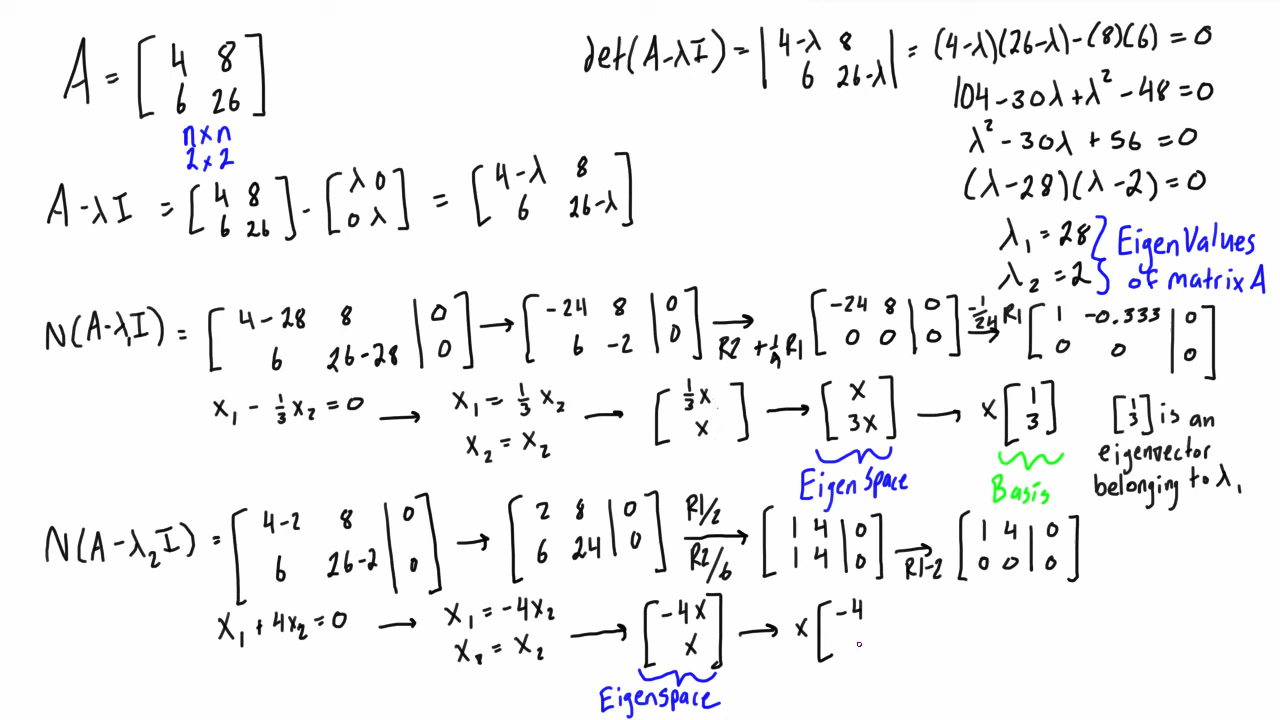 A = [4 8; 6 26]
n×n
2×2
det(A-λI) = |4-λ 8; 6 26-λ| = (4-λ)(26-λ)-(8)(6) = 0
104-30λ+λ²-48=0
λ²-30λ+56=0
(λ-28)(λ-2)=0
λ₁=28
λ₂=2
EigenValues
of matrix A
A-λI = [4 8; 6 26] - [λ 0; 0 λ] = [4-λ 8; 6 26-λ]
N(A-λ₁I) = [4-28 8 | 0; 6 26-28 | 0] → [-24 8 | 0; 6 -2 | 0] → R2 + ¼R1 [-24 8 | 0; 0 0 | 0] -1/24 R1 → [1 -0.333 | 0; 0 0 | 0]
x₁ - ⅓x₂ = 0 → x₁ = ⅓x₂
x₂ = x₂
→ [⅓x; x] → [x; 3x] → x[1; 3]
Eigen Space
Basis
[1; 3] is an
eigenvector
belonging to λ₁
N(A-λ₂I) = [4-2 8 | 0; 6 26-2 | 0] → [2 8 | 0; 6 24 | 0] R1/2 → R2/6 [1 4 | 0; 1 4 | 0] → R1-2 [1 4 | 0; 0 0 | 0]
x₁ + 4x₂ = 0 → x₁ = -4x₂
x₂ = x₂
→ [-4x; x] → x[-4
Eigenspace